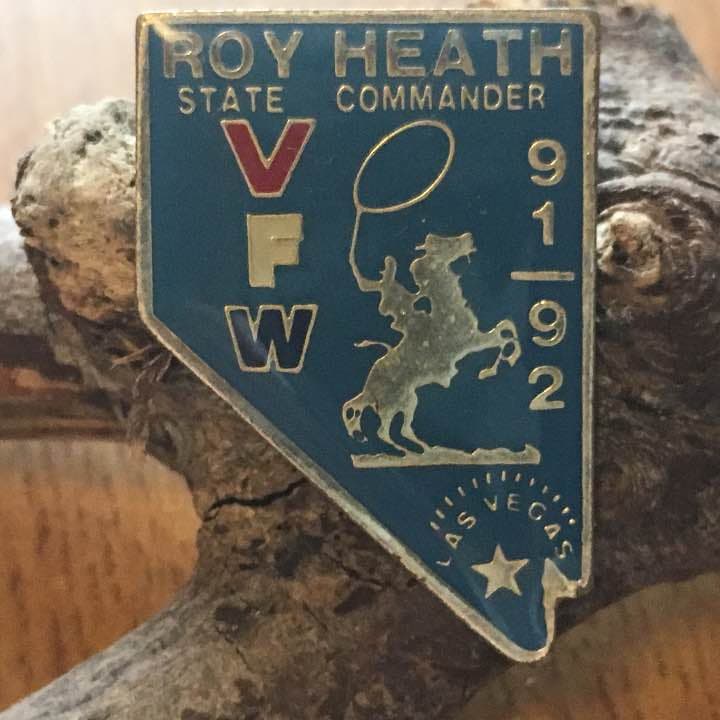 ROY HEATH
STATE COMMANDER
V
F
W
91-92
LAS VEGAS